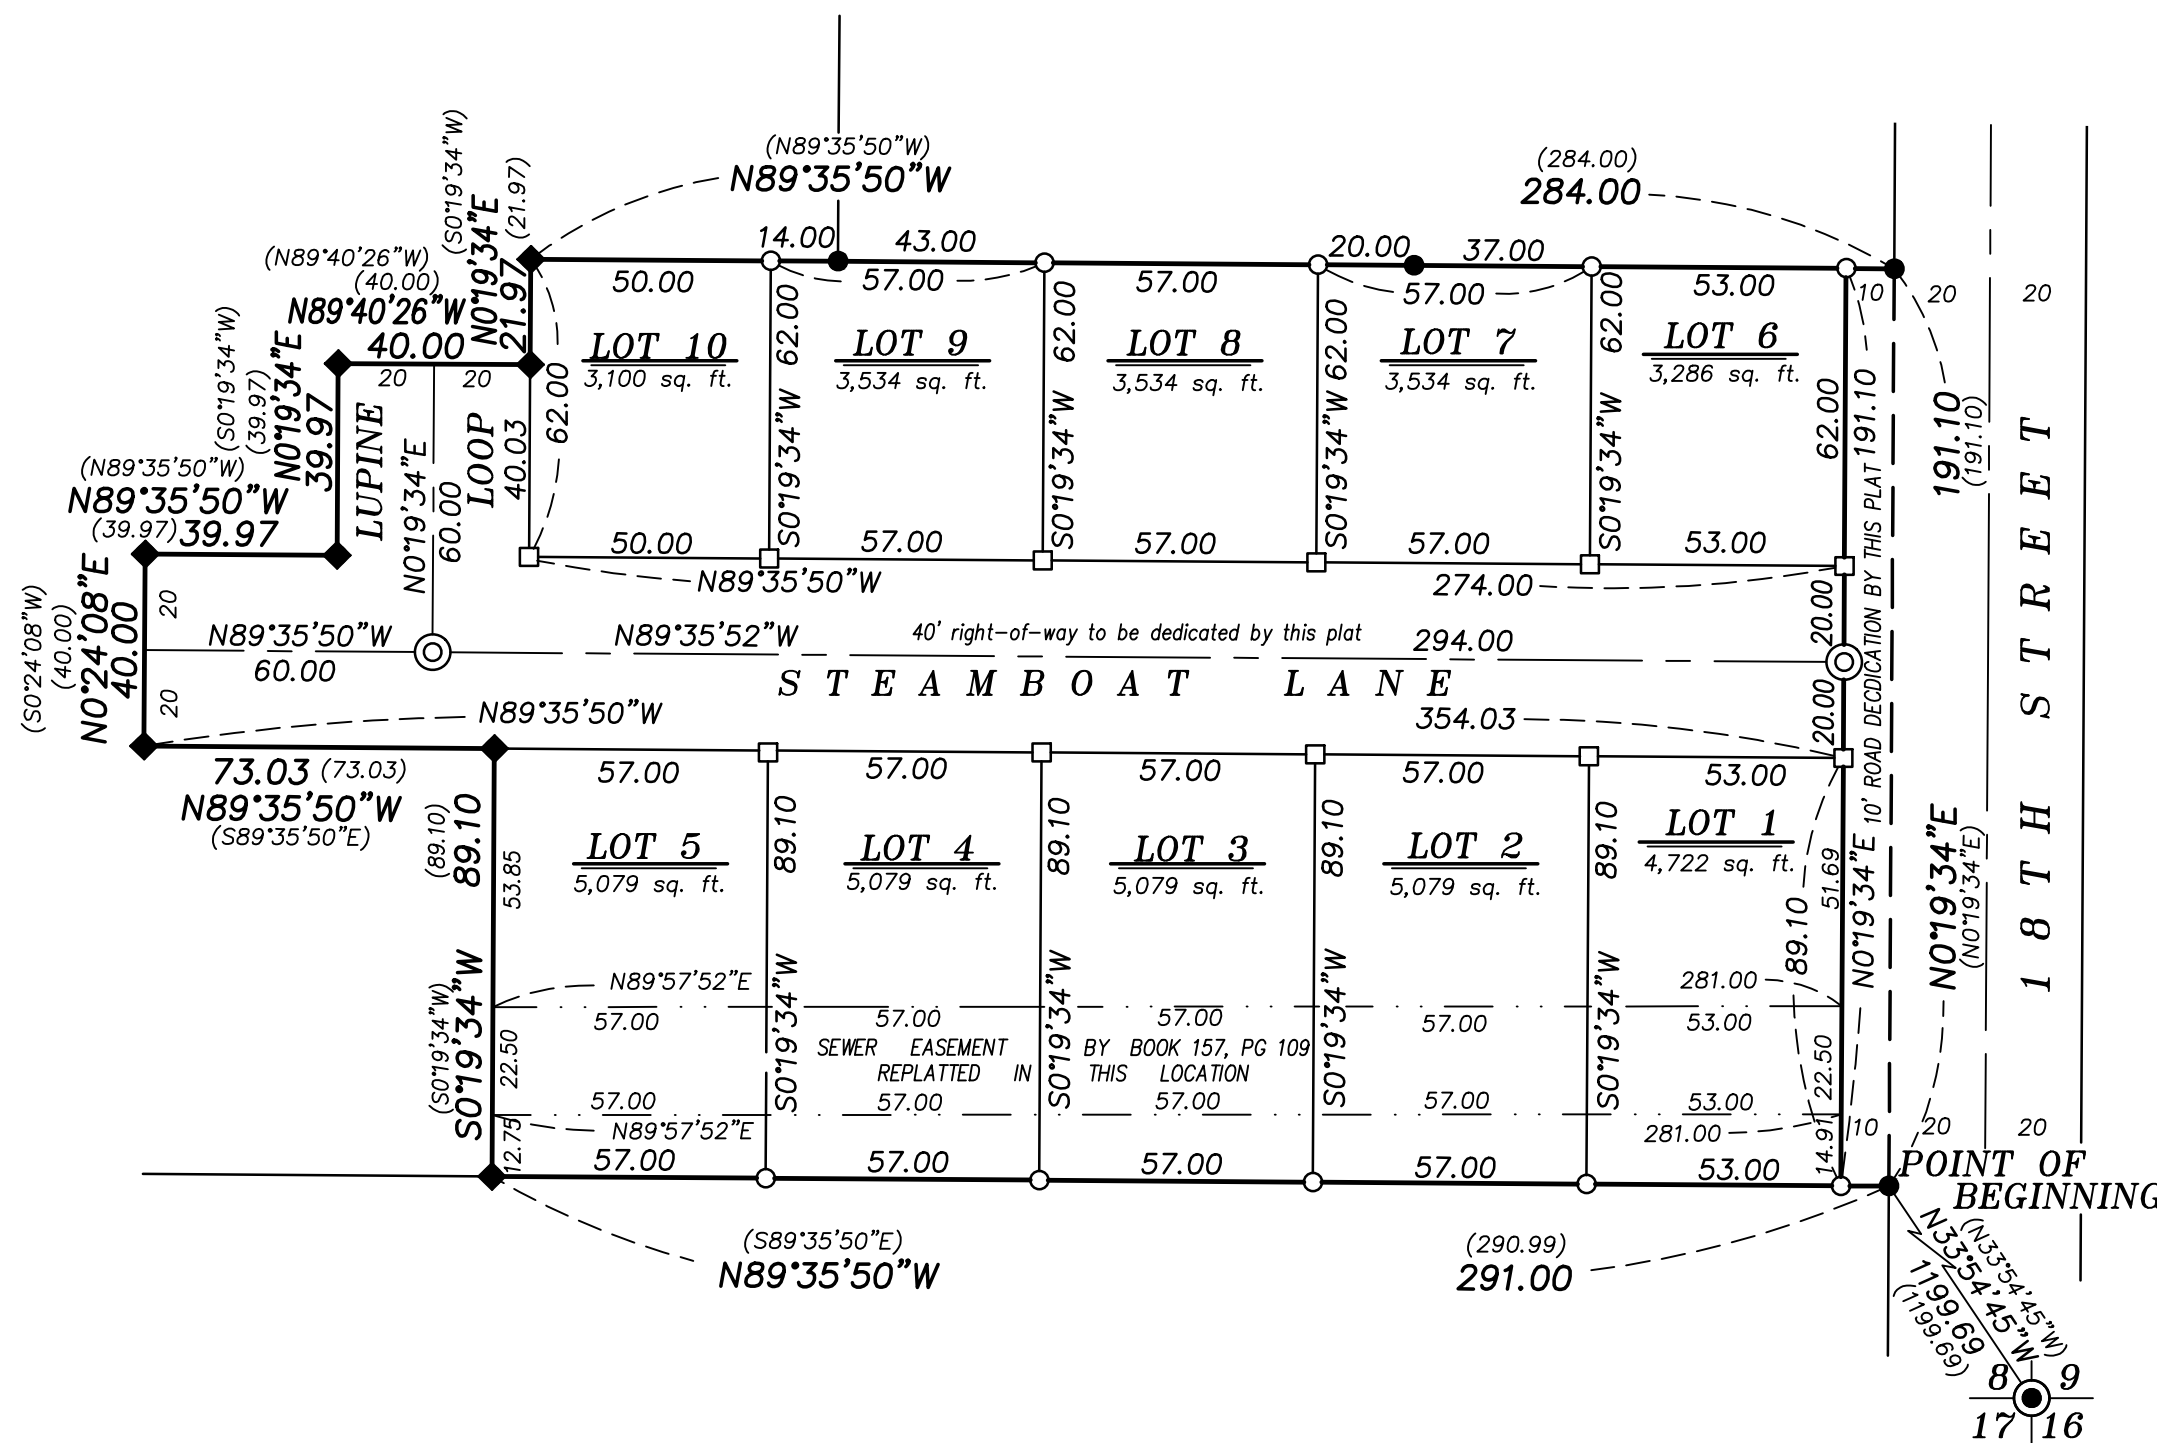 (N89°35'50"W)
N89°35'50"W
(284.00)
284.00
(S0°19'34"W)
N0°19'34"E
(21.97)
21.97
14.00
43.00
20.00
37.00
50.00
57.00
57.00
57.00
53.00
10
20
20
(N89°40'26"W)
(40.00)
N89°40'26"W
40.00
20
20
(S0°19'34"W)
(39.97)
N0°19'34"E
39.97
LUPINE
LOOP
N0°19'34"E
60.00
40.03
62.00
LOT 10
3,100 sq. ft.
62.00
S0°19'34"W
LOT 9
3,534 sq. ft.
62.00
S0°19'34"W
LOT 8
3,534 sq. ft.
62.00
S0°19'34"W
LOT 7
3,534 sq. ft.
62.00
S0°19'34"W
LOT 6
3,286 sq. ft.
62.00
191.10
191.10
(191.10)
(N89°35'50"W)
N89°35'50"W
(39.97) 39.97
50.00
57.00
57.00
57.00
53.00
N89°35'50"W
274.00
(S0°24'08"W)
(40.00)
N0°24'08"E
40.00
20
20
N89°35'50"W
60.00
N89°35'52"W
40' right-of-way to be dedicated by this plat
294.00
STEAMBOAT LANE
20.00
20.00
10' ROAD DECDICATION BY THIS PLAT
18TH STREET
N89°35'50"W
354.03
73.03 (73.03)
N89°35'50"W
(S89°35'50"E)
57.00
57.00
57.00
57.00
53.00
(89.10)
89.10
53.85
LOT 5
5,079 sq. ft.
89.10
LOT 4
5,079 sq. ft.
89.10
LOT 3
5,079 sq. ft.
89.10
LOT 2
5,079 sq. ft.
89.10
LOT 1
4,722 sq. ft.
89.10
51.69
N0°19'34"E
N0°19'34"E
(N0°19'34"E)
(S0°19'34"W)
S0°19'34"W
S0°19'34"W
S0°19'34"W
S0°19'34"W
S0°19'34"W
N89°57'52"E
281.00
57.00
57.00
57.00
57.00
53.00
22.50
SEWER EASEMENT BY BOOK 157, PG 109
REPLATTED IN THIS LOCATION
22.50
57.00
57.00
57.00
57.00
53.00
N89°57'52"E
281.00
12.75
14.91
10
20
20
57.00
57.00
57.00
57.00
53.00
POINT OF
BEGINNING
(S89°35'50"E)
N89°35'50"W
(290.99)
291.00
(N33°54'45"W)
N33°54'45"W
1199.69
(1199.69)
8 9
17 16